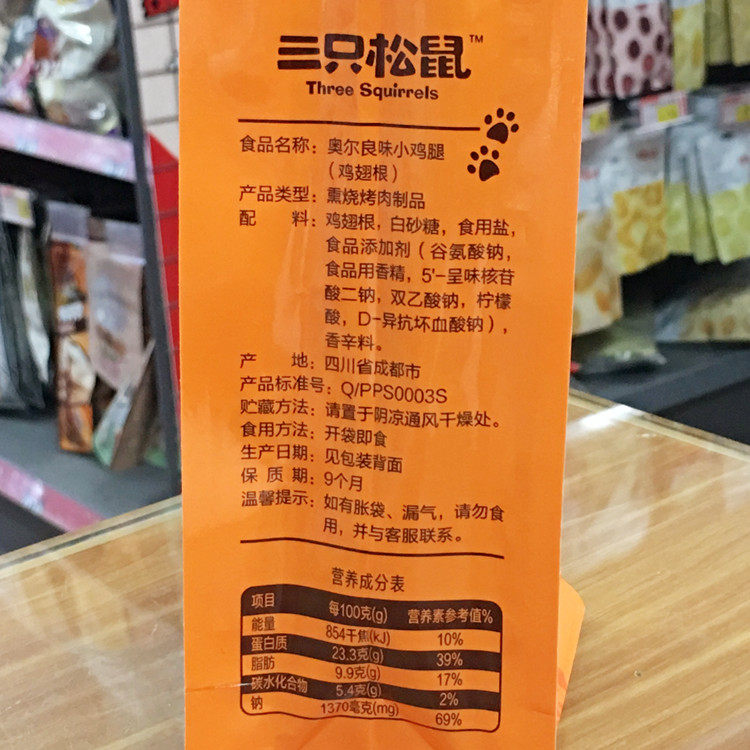 三只松鼠™
Three Squirrels
食品名称：奥尔良味小鸡腿
（鸡翅根）
产品类型：熏烧烤肉制品
配 料：鸡翅根，白砂糖，食用盐，
食品添加剂（谷氨酸钠，
食品用香精，5′-呈味核苷
酸二钠，双乙酸钠，柠檬
酸，D-异抗坏血酸钠），
香辛料。
产 地：四川省成都市
产品标准号：Q/PPS0003S
贮藏方法：请置于阴凉通风干燥处。
食用方法：开袋即食
生产日期：见包装背面
保 质 期：9个月
温馨提示：如有胀袋、漏气，请勿食
用，并与客服联系。
营养成分表
项目 每100克(g) 营养素参考值%
能量 854千焦(kJ) 10%
蛋白质 23.3克(g) 39%
脂肪 9.9克(g) 17%
碳水化合物 5.4克(g) 2%
钠 1370毫克(mg) 69%